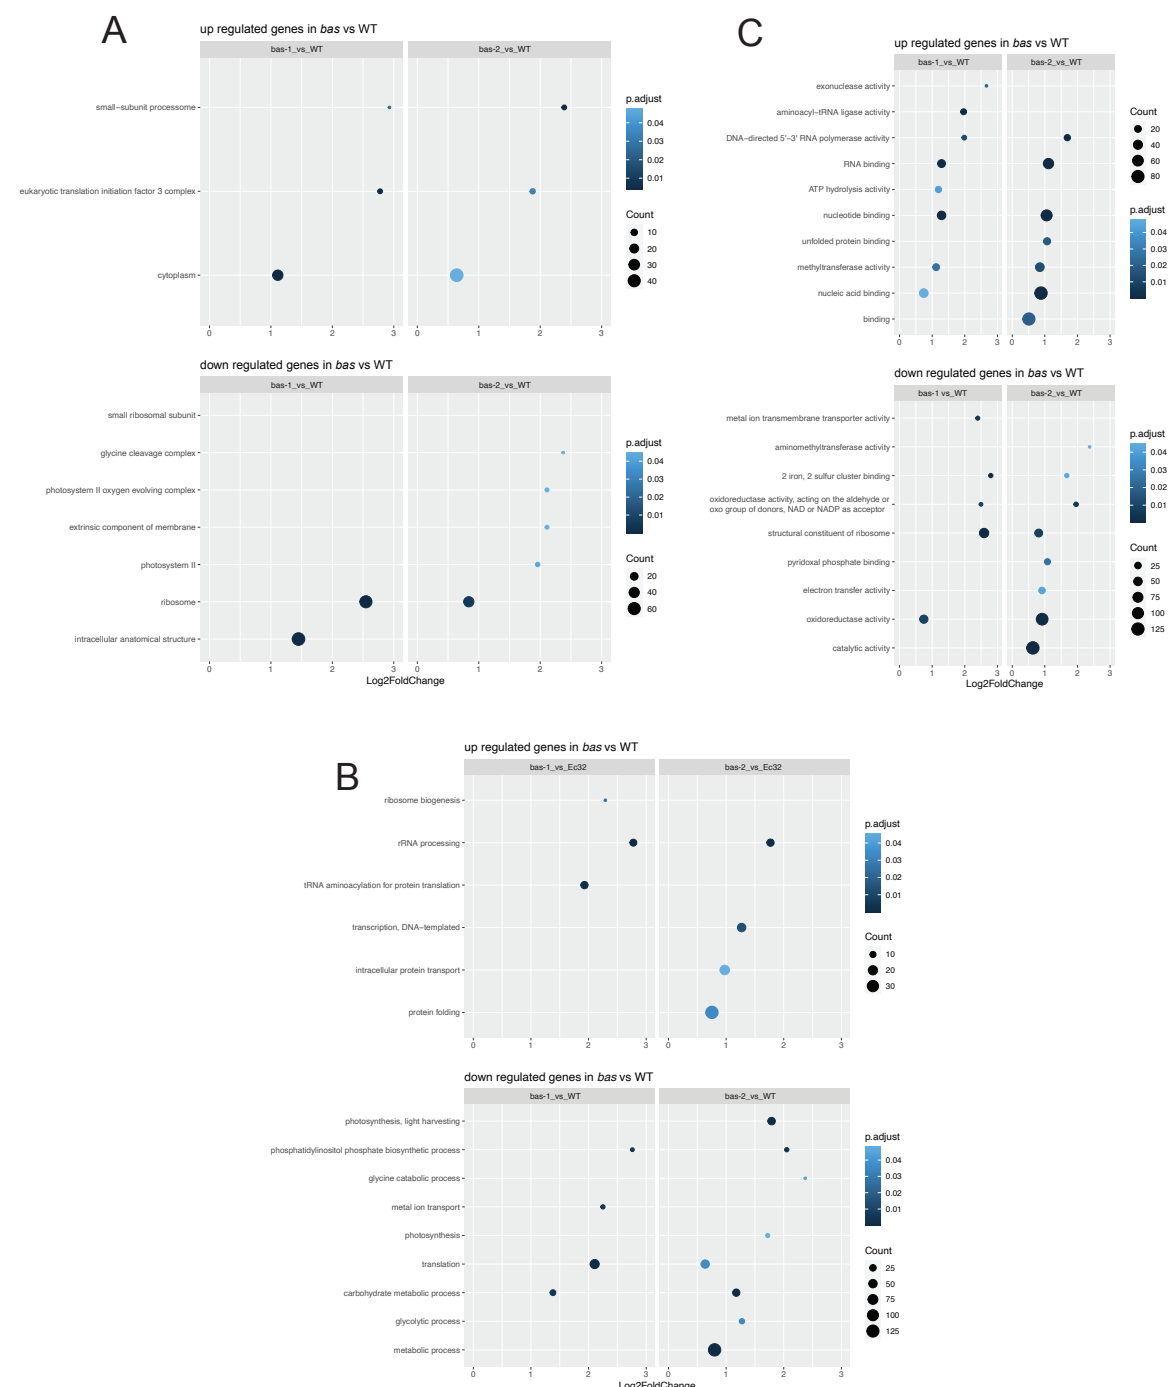 A
up regulated genes in bas vs WT
bas-1_vs_WT
bas-2_vs_WT
small−subunit processome
eukaryotic translation initiation factor 3 complex
cytoplasm
0 1 2 3
0 1 2 3
p.adjust
0.04
0.03
0.02
0.01
Count
10
20
30
40
down regulated genes in bas vs WT
bas-1_vs_WT
bas-2_vs_WT
small ribosomal subunit
glycine cleavage complex
photosystem II oxygen evolving complex
extrinsic component of membrane
photosystem II
ribosome
intracellular anatomical structure
0 1 2 3
0 1 2 3
Log2FoldChange
p.adjust
0.04
0.03
0.02
0.01
Count
20
40
60
C
up regulated genes in bas vs WT
bas-1_vs_WT
bas-2_vs_WT
exonuclease activity
aminoacyl−tRNA ligase activity
DNA−directed 5'−3' RNA polymerase activity
RNA binding
ATP hydrolysis activity
nucleotide binding
unfolded protein binding
methyltransferase activity
nucleic acid binding
binding
0 1 2 3
0 1 2 3
Count
20
40
60
80
p.adjust
0.04
0.03
0.02
0.01
down regulated genes in bas vs WT
bas-1 vs_WT
bas-2_vs_WT
metal ion transmembrane transporter activity
aminomethyltransferase activity
2 iron, 2 sulfur cluster binding
oxidoreductase activity, acting on the aldehyde or
oxo group of donors, NAD or NADP as acceptor
structural constituent of ribosome
pyridoxal phosphate binding
electron transfer activity
oxidoreductase activity
catalytic activity
0 1 2 3
0 1 2 3
Log2FoldChange
p.adjust
0.04
0.03
0.02
0.01
Count
25
50
75
100
125
B
up regulated genes in bas vs WT
bas-1_vs_Ec32
bas-2_vs_Ec32
ribosome biogenesis
rRNA processing
tRNA aminoacylation for protein translation
transcription, DNA−templated
intracellular protein transport
protein folding
0 1 2 3
0 1 2 3
p.adjust
0.04
0.03
0.02
0.01
Count
10
20
30
down regulated genes in bas vs WT
bas-1_vs_WT
bas-2_vs_WT
photosynthesis, light harvesting
phosphatidylinositol phosphate biosynthetic process
glycine catabolic process
metal ion transport
photosynthesis
translation
carbohydrate metabolic process
glycolytic process
metabolic process
0 1 2 3
0 1 2 3
Log2FoldChange
p.adjust
0.04
0.03
0.02
0.01
Count
25
50
75
100
125